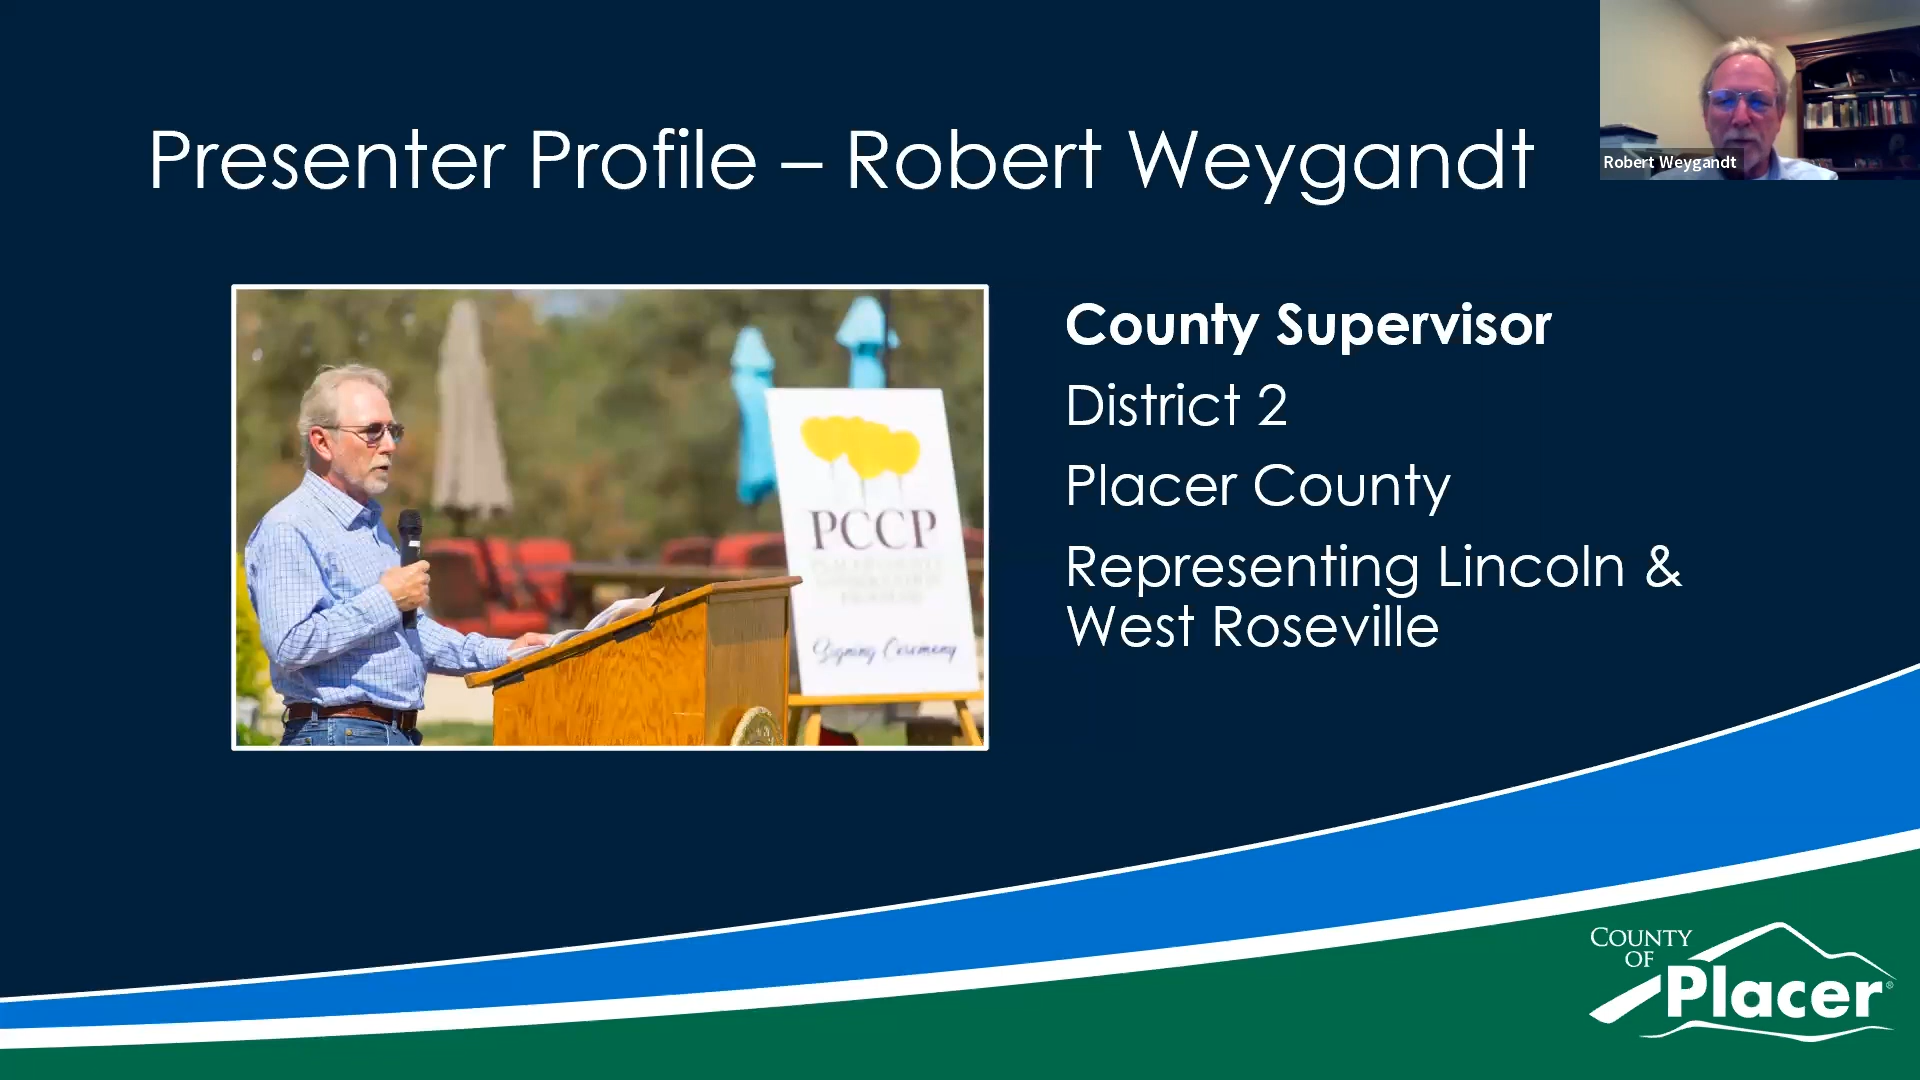 Presenter Profile – Robert Weygandt
Robert Weygandt
County Supervisor
District 2
Placer County
Representing Lincoln &
West Roseville
PCCP
Signing Ceremony
COUNTY
OF
Placer®